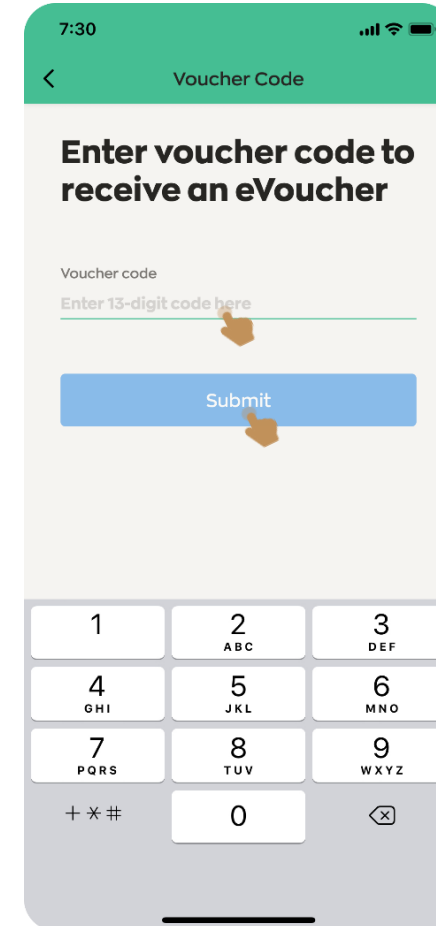 7:30
Voucher Code
Enter voucher code to
receive an eVoucher
Voucher code
Enter 13-digit code here
Submit
1 2 3
ABC DEF
4 5 6
GHI JKL MNO
7 8 9
PQRS TUV WXYZ
+*# 0